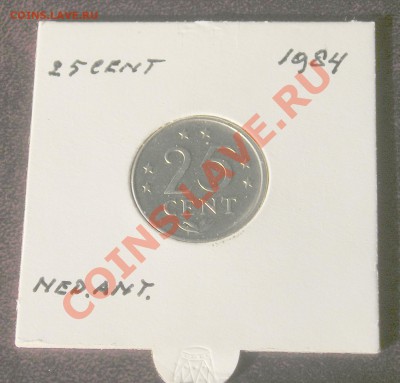 COINS.LAVE.RU
25 CENT 1984
25
CENT
NED. ANT.
COINS.LAVE.RU